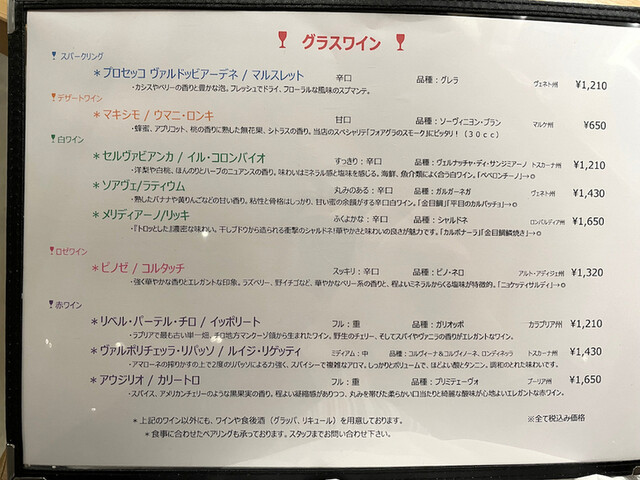 グラスワイン
スパークリング
＊プロセッコ ヴァルドッビアーデネ / マルスレット 辛口 品種：グレラ ヴェネト州 ¥1,210
・カシスやベリーの香りと豊かな泡。フレッシュでドライ、フローラルな風味のスプマンテ。
デザートワイン
＊マキシモ / ウマニ・ロンキ 甘口 品種：ソーヴィニヨン・ブラン マルケ州 ¥650
・蜂蜜、アプリコット、桃の香りに熟した無花果、シトラスの香り。当店のスペシャリテ「フォアグラのスモーク」にピッタリ！（３０ｃｃ）
白ワイン
＊セルヴァビアンカ / イル・コロンバイオ すっきり：辛口 品種：ヴェルナッチャ・ディ・サンジミアーノ トスカーナ州 ¥1,210
・洋梨や白桃、ほんのりとハーブのニュアンスの香り。味わいはミネラル感と塩味を感じる。海鮮、魚介類によく合う白ワイン。「ペペロンチーノ」→◎
＊ソアヴェ/ラティウム 丸みのある：辛口 品種：ガルガーネガ ヴェネト州 ¥1,430
・熟したバナナや黄りんごなどの甘い香り。粘性と骨格はしっかり、甘い蜜の余韻がする辛口白ワイン。「金目鯛」「平目のカルパッチョ」→◎
＊メリディアーノ/リッキ ふくよかな：辛口 品種：シャルドネ ロンバルディア州 ¥1,650
・『トロッとした』濃密な味わい。干しブドウから造られる衝撃のシャルドネ！華やかさと味わいの良さが魅力です。「カルボナーラ」「金目鯛鱗焼き」→◎
ロゼワイン
＊ピノゼ / コルタッチ スッキリ：辛口 品種：ピノ・ネロ アルト・アディジェ州 ¥1,320
・強く華やかな香りとエレガントな印象。ラズベリー、野イチゴなど、華やかなベリー系の香りと、程よいミネラルからくる塩味が特徴的。「ニョケッティサルディ」→◎
赤ワイン
＊リベル・パーテル・チロ / イッポリート フル：重 品種：ガリオッポ カラブリア州 ¥1,210
・ラブリアで最も古い単一畑、チロ地方マンケージ頭から生まれたワイン。野生のチェリー、そしてスパイやヴァニラの香りがエレガントなワイン。
＊ヴァルポリチェッラ・リパッソ / ルイジ・リゲッティ ミディアム：中 品種：コルヴィーナ&コルヴィノーネ、ロンディネッラ トスカーナ州 ¥1,430
・アマローネの搾りかすの上で２度のリパッソによる力強く、スパイシーで複雑なアロマ。しっかりとボリュームで、ほどよい酸とタンニン。調和のとれた味わいです。
＊アウジリオ / カリートロ フル：重 品種：プリミテーヴォ プーリア州 ¥1,650
・スパイス、アメリカンチェリーのような黒果実の香り。程よい凝縮感がありつつ、丸みを帯びた柔らかい口当たりと綺麗な酸味が心地よいエレガントな赤ワイン。
＊上記のワイン以外にも、ワインや食後酒（グラッパ、リキュール）を用意しております。 ※全て税込み価格
＊食事に合わせたペアリングも承っております。スタッフまでお問い合わせ下さい。